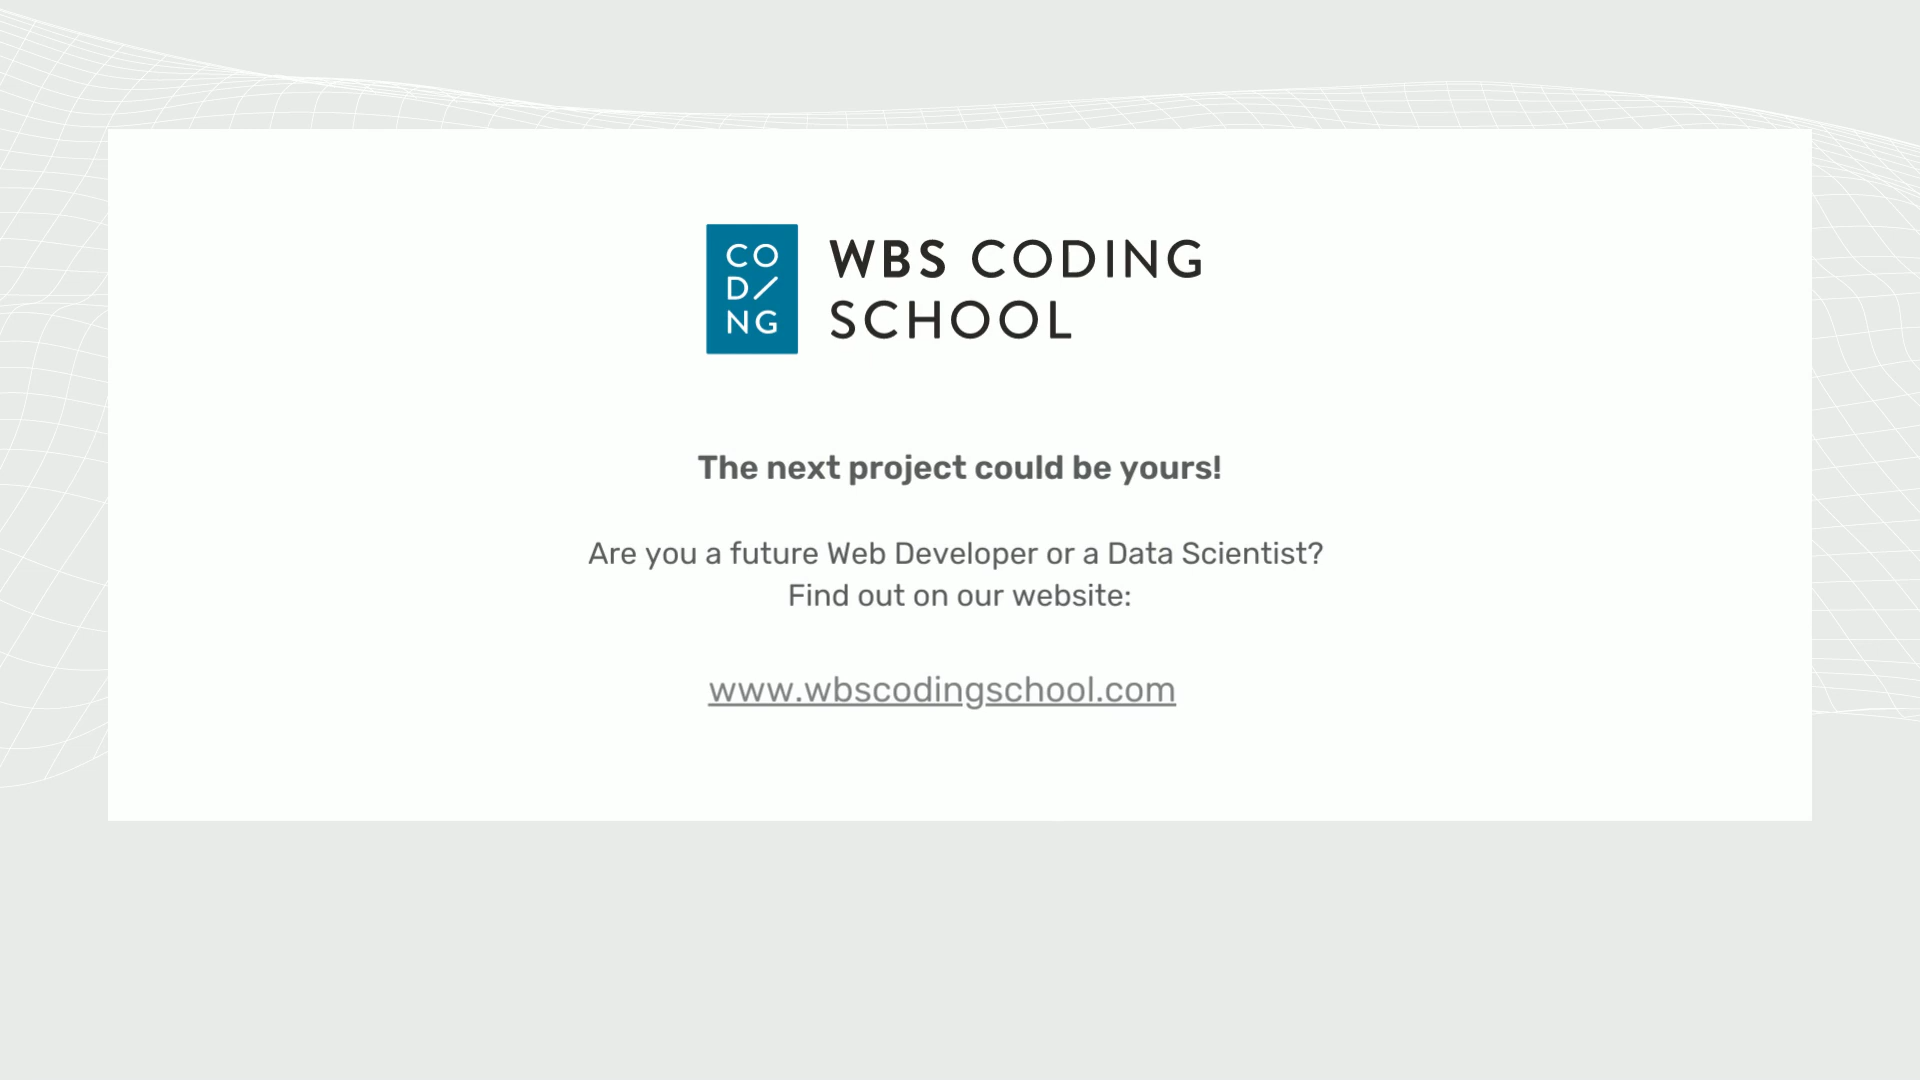 CO
D/
NG
WBS CODING
SCHOOL
The next project could be yours!
Are you a future Web Developer or a Data Scientist?
Find out on our website:
www.wbscodingschool.com